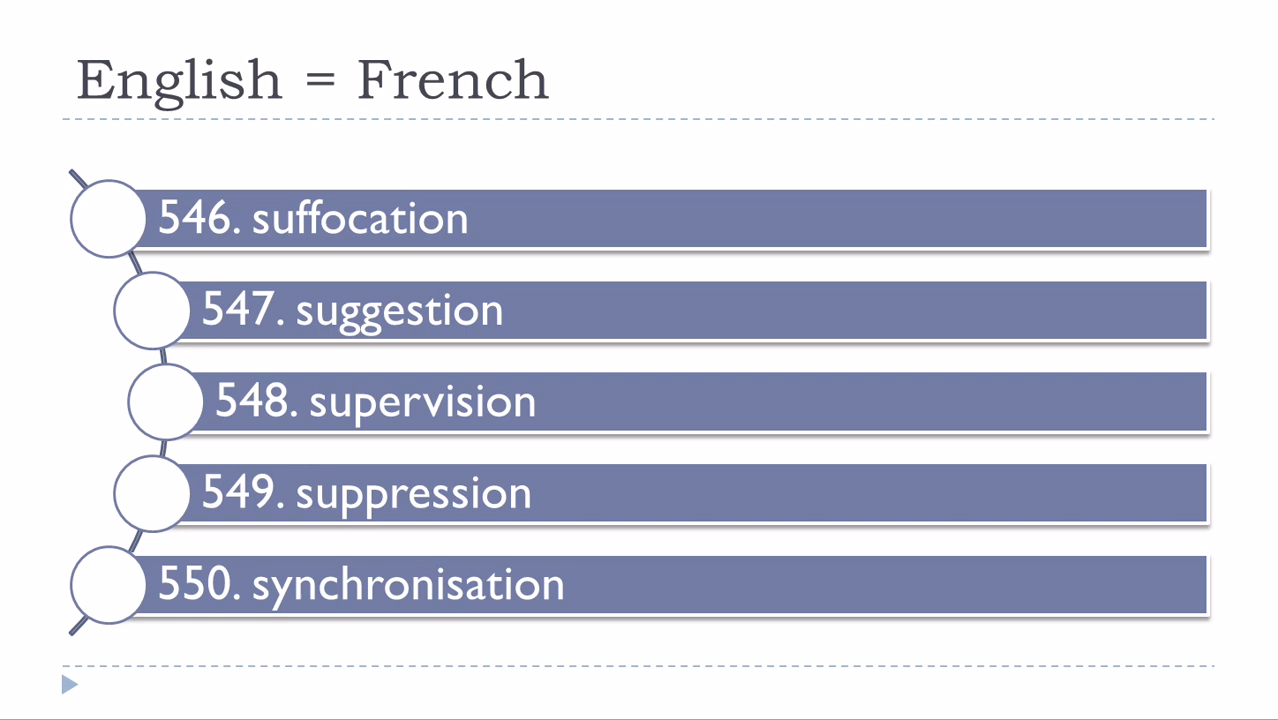 English = French
546. suffocation
547. suggestion
548. supervision
549. suppression
550. synchronisation